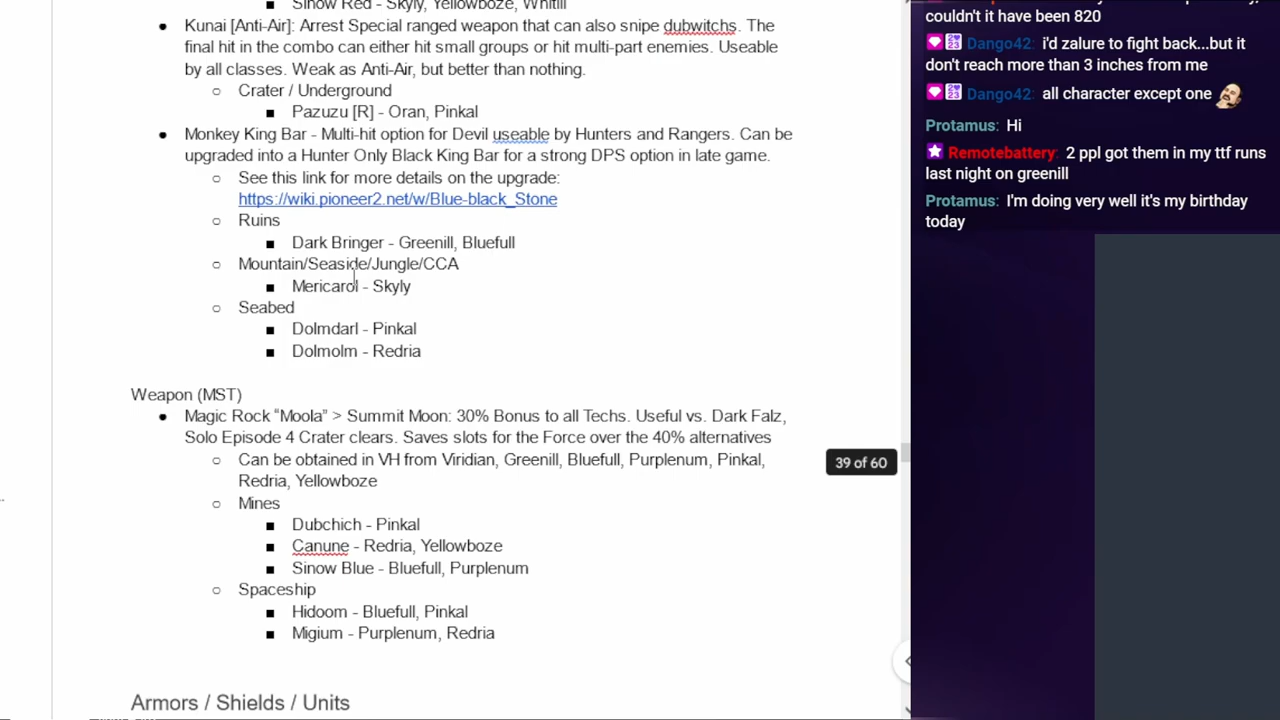 Sinow Red - Skyly, Yellowboze, Whitill
Kunai [Anti-Air]: Arrest Special ranged weapon that can also snipe dubwitchs. The
final hit in the combo can either hit small groups or hit multi-part enemies. Useable
by all classes. Weak as Anti-Air, but better than nothing.
Crater / Underground
Pazuzu [R] - Oran, Pinkal
Monkey King Bar - Multi-hit option for Devil useable by Hunters and Rangers. Can be
upgraded into a Hunter Only Black King Bar for a strong DPS option in late game.
See this link for more details on the upgrade:
https://wiki.pioneer2.net/w/Blue-black_Stone
Ruins
Dark Bringer - Greenill, Bluefull
Mountain/Seaside/Jungle/CCA
Mericarol - Skyly
Seabed
Dolmdarl - Pinkal
Dolmolm - Redria
Weapon (MST)
Magic Rock “Moola” > Summit Moon: 30% Bonus to all Techs. Useful vs. Dark Falz,
Solo Episode 4 Crater clears. Saves slots for the Force over the 40% alternatives
Can be obtained in VH from Viridian, Greenill, Bluefull, Purplenum, Pinkal,
Redria, Yellowboze
Mines
Dubchich - Pinkal
Canune - Redria, Yellowboze
Sinow Blue - Bluefull, Purplenum
Spaceship
Hidoom - Bluefull, Pinkal
Migium - Purplenum, Redria
Armors / Shields / Units
39 of 60
couldn't it have been 820
Dango42: i'd zalure to fight back...but it
don't reach more than 3 inches from me
Dango42: all character except one
Protamus: Hi
Remotebattery: 2 ppl got them in my ttf runs
last night on greenill
Protamus: I'm doing very well it's my birthday
today